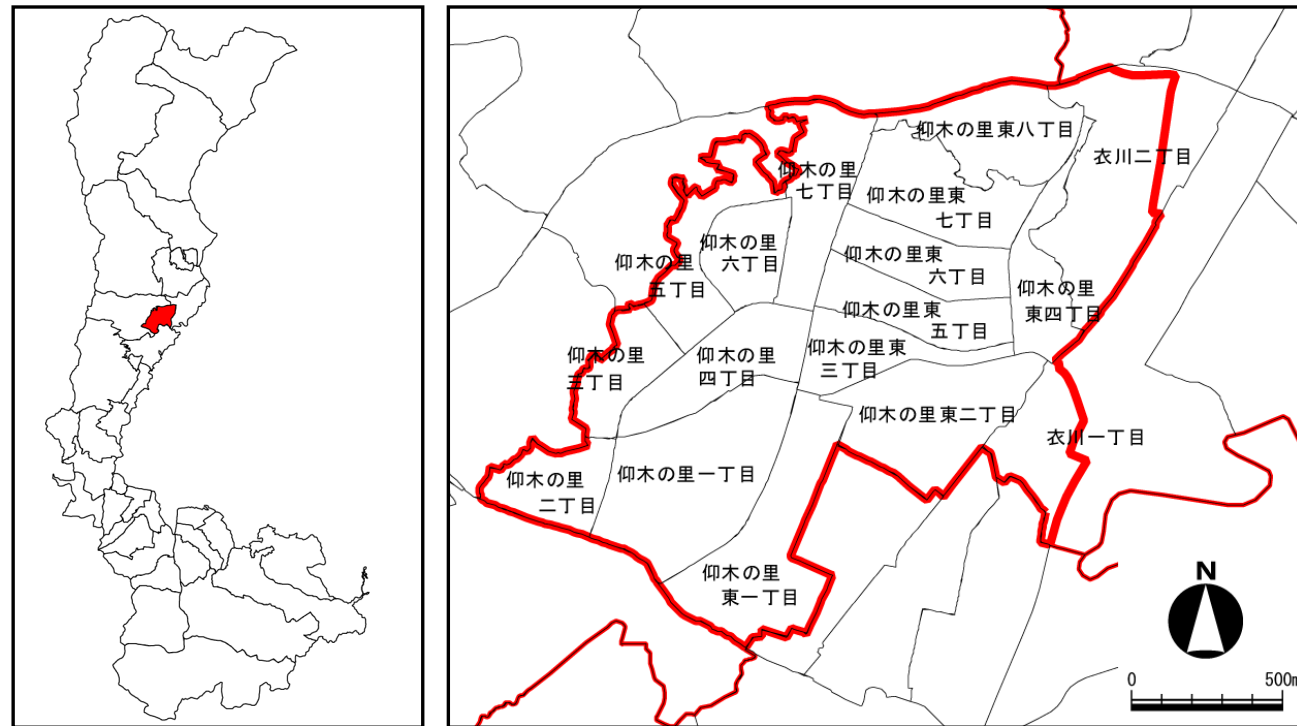 仰木の里東八丁目
衣川二丁目
仰木の里
七丁目
仰木の里東
七丁目
仰木の里
六丁目
仰木の里東
六丁目
仰木の里
五丁目
仰木の里
東四丁目
仰木の里東
五丁目
仰木の里
三丁目
仰木の里
四丁目
仰木の里東
三丁目
仰木の里東二丁目
衣川一丁目
仰木の里
二丁目
仰木の里一丁目
仰木の里
東一丁目
N
0 500m